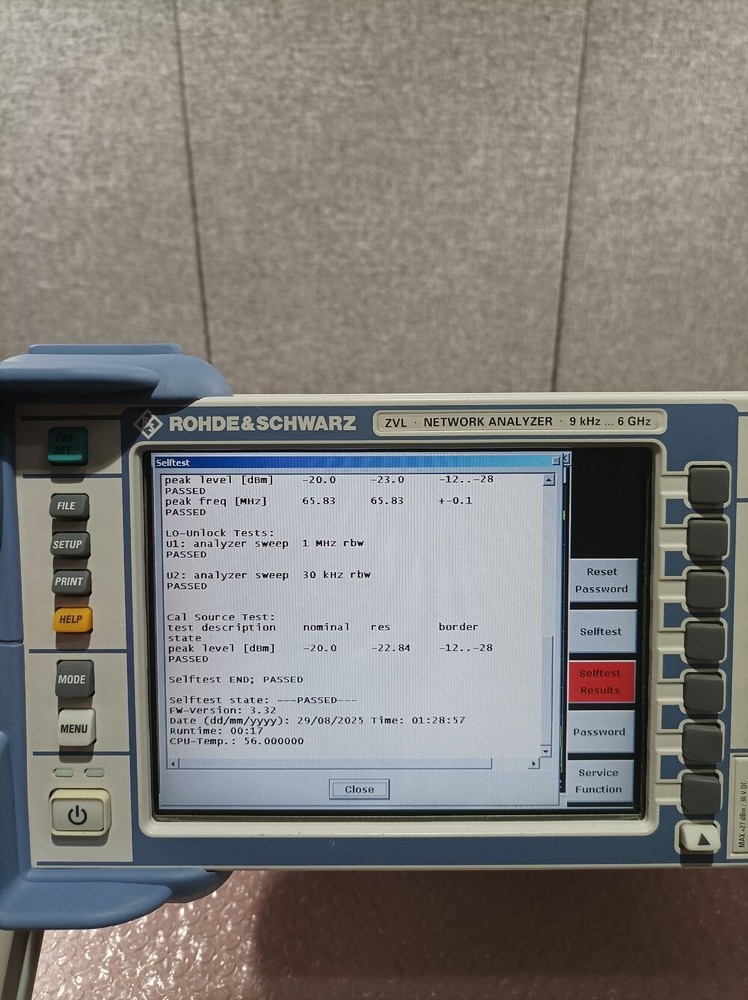 ROHDE&SCHWARZ
ZVL · NETWORK ANALYZER · 9 kHz ... 6 GHz
PRE-
SET
FILE
SETUP
PRINT
HELP
MODE
MENU
Selftest
peak level [dBm] -20.0 -23.0 -12..-28
PASSED
peak freq [MHz] 65.83 65.83 +-0.1
PASSED
LO-Unlock Tests:
U1: analyzer sweep 1 MHz rbw
PASSED
U2: analyzer sweep 30 kHz rbw
PASSED
Cal Source Test:
test description nominal res border
state
peak level [dBm] -20.0 -22.84 -12..-28
PASSED
Selftest END; PASSED
Selftest state: ---PASSED---
FW-Version: 3.32
Date (dd/mm/yyyy): 29/08/2025 Time: 01:28:57
Runtime: 00:17
CPU-Temp.: 56.000000
Close
Reset
Password
Selftest
Selftest
Results
Password
Service
Function
MAX +27 dBm